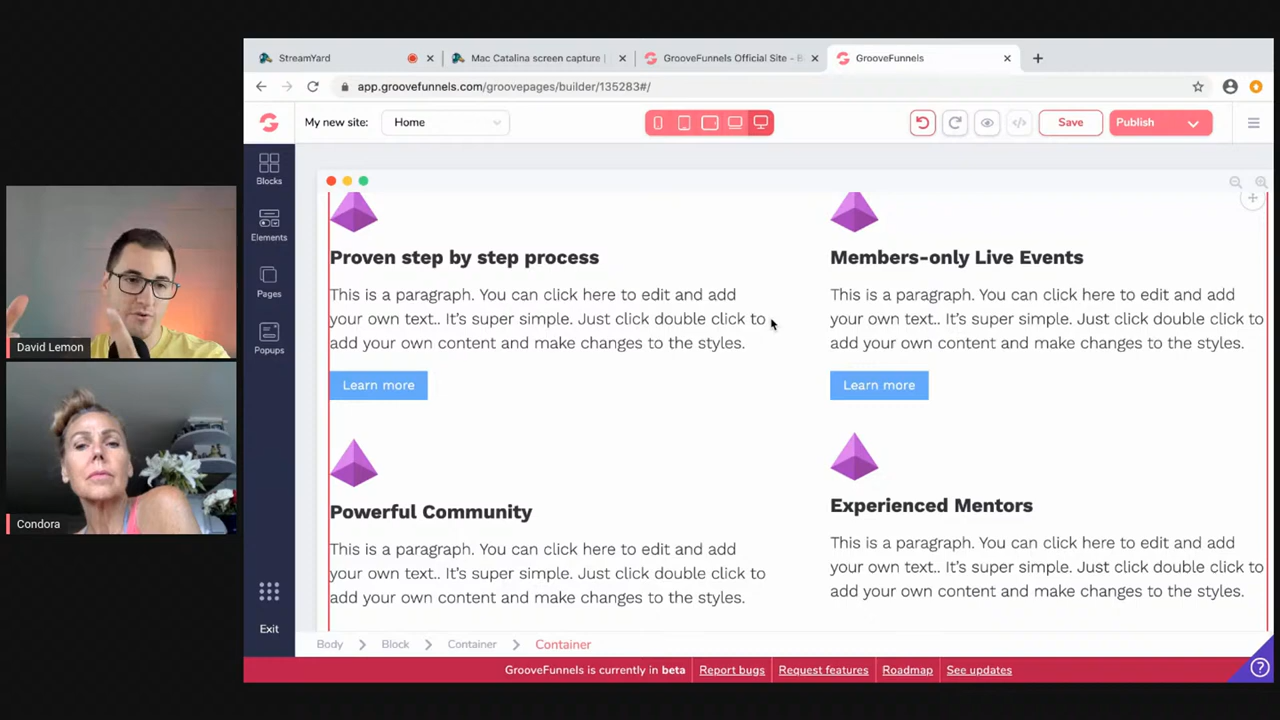 StreamYard
Mac Catalina screen capture |
GrooveFunnels Official Site - B
GrooveFunnels
app.groovefunnels.com/groovepages/builder/135283#/
My new site:
Home
Save
Publish
Blocks
Elements
Pages
Popups
Exit
Proven step by step process
This is a paragraph. You can click here to edit and add
your own text.. It's super simple. Just click double click to
add your own content and make changes to the styles.
Learn more
Members-only Live Events
This is a paragraph. You can click here to edit and add
your own text.. It's super simple. Just click double click to
add your own content and make changes to the styles.
Learn more
Powerful Community
This is a paragraph. You can click here to edit and add
your own text.. It's super simple. Just click double click to
add your own content and make changes to the styles.
Experienced Mentors
This is a paragraph. You can click here to edit and add
your own text.. It's super simple. Just click double click to
add your own content and make changes to the styles.
Body > Block > Container > Container
GrooveFunnels is currently in beta
Report bugs
Request features
Roadmap
See updates
?
David Lemon
Condora